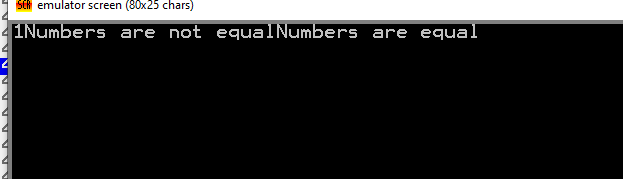 emulator screen (80x25 chars)
1Numbers are not equalNumbers are equal